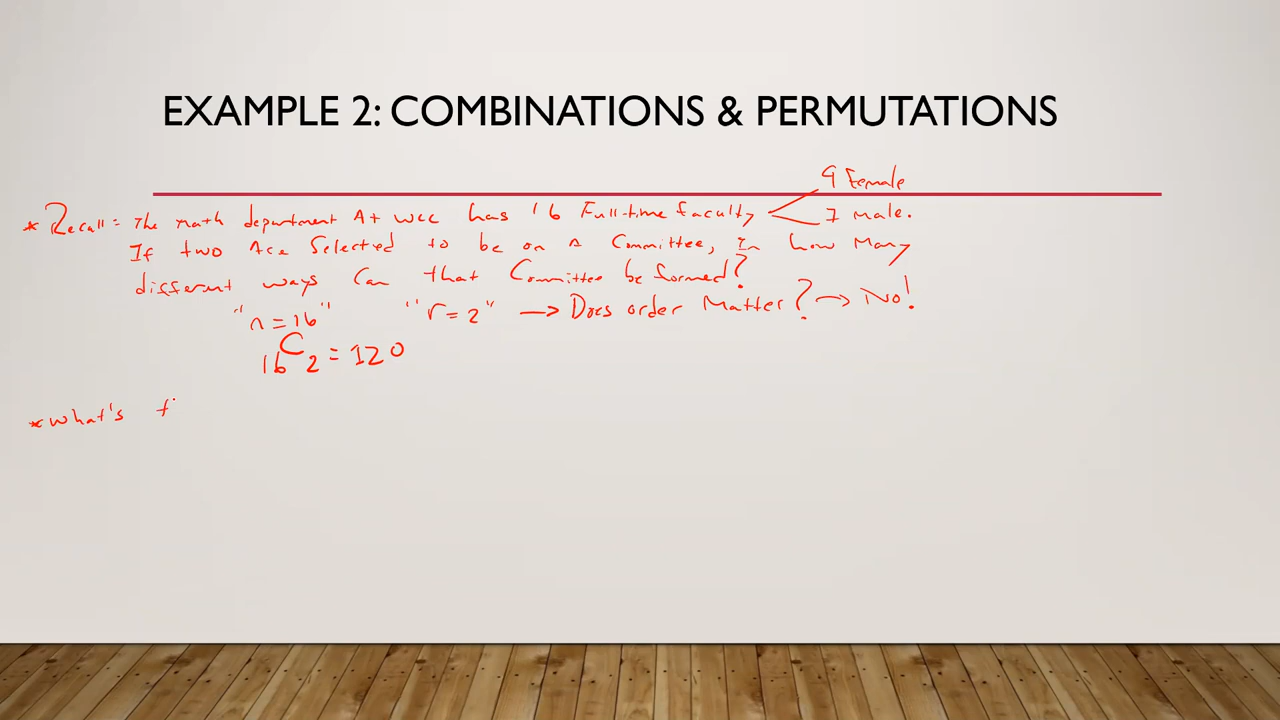 EXAMPLE 2: COMBINATIONS & PERMUTATIONS
9 Female
* Recall = The math department At WCC has 16 Full-time faculty
7 male.
If two Are Selected to be on A Committee, In how Many
different ways Can that Committee be formed?
"n = 16" "r = 2" → Does order Matter? → No!
16 C 2 = 120
* What's